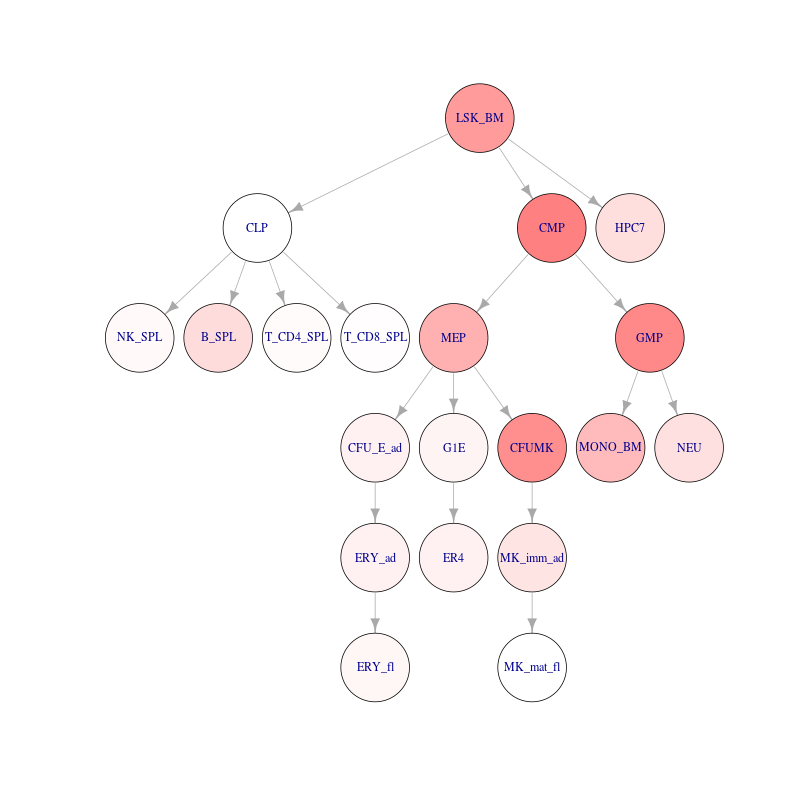 LSK_BM
CLP
CMP
HPC7
NK_SPL
B_SPL
T_CD4_SPL
T_CD8_SPL
MEP
GMP
CFU_E_ad
G1E
CFUMK
MONO_BM
NEU
ERY_ad
ER4
MK_imm_ad
ERY_fl
MK_mat_fl